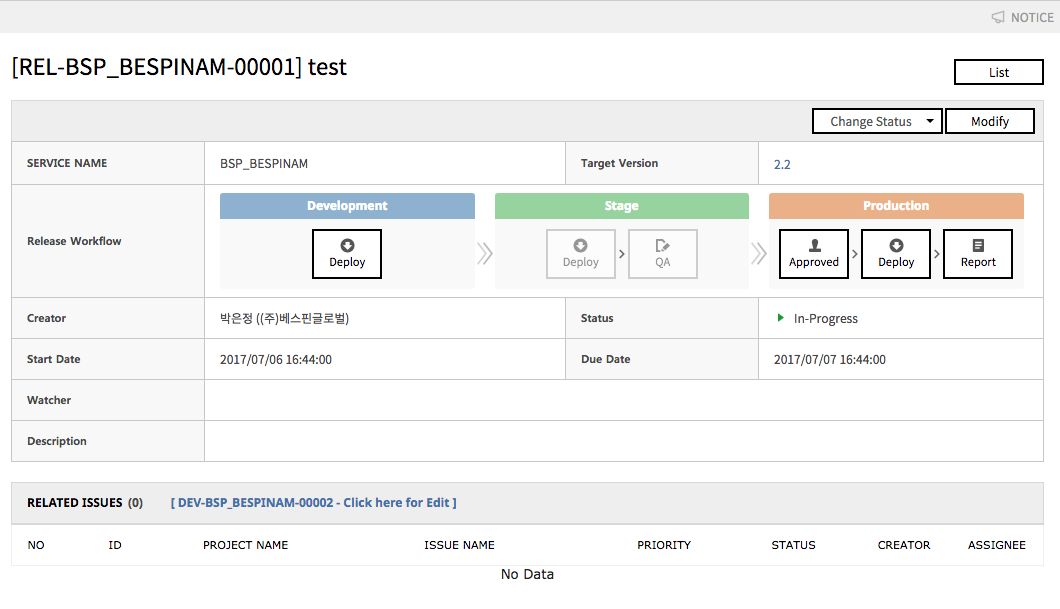 NOTICE
[REL-BSP_BESPINAM-00001] test
List
Change Status
Modify
SERVICE NAME
BSP_BESPINAM
Target Version
2.2
Release Workflow
Development
Stage
Production
Deploy
Deploy
QA
Approved
Deploy
Report
Creator
박은정 ((주)베스핀글로벌)
Status
In-Progress
Start Date
2017/07/06 16:44:00
Due Date
2017/07/07 16:44:00
Watcher
Description
RELATED ISSUES (0)
[ DEV-BSP_BESPINAM-00002 - Click here for Edit ]
NO
ID
PROJECT NAME
ISSUE NAME
PRIORITY
STATUS
CREATOR
ASSIGNEE
No Data